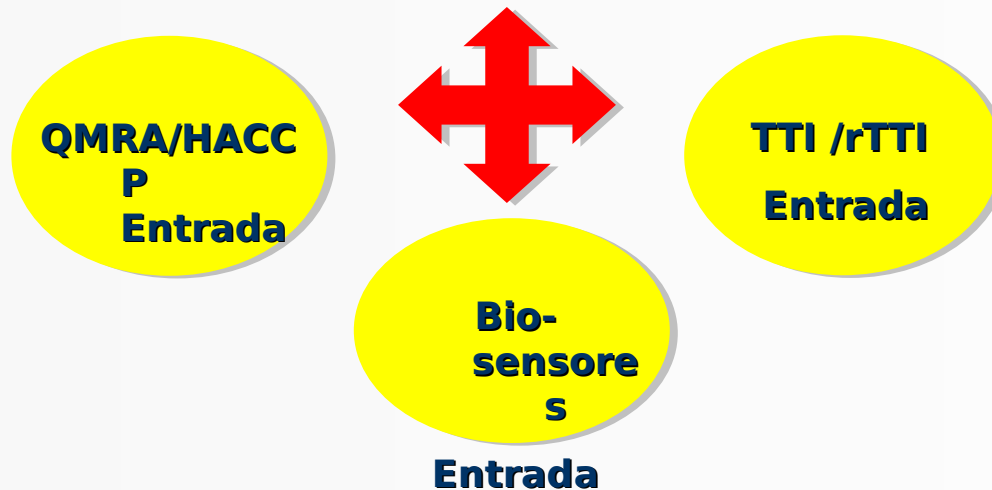 QMRA/HACC
P
Entrada
TTI /rTTI
Entrada
Bio-
sensore
s
Entrada